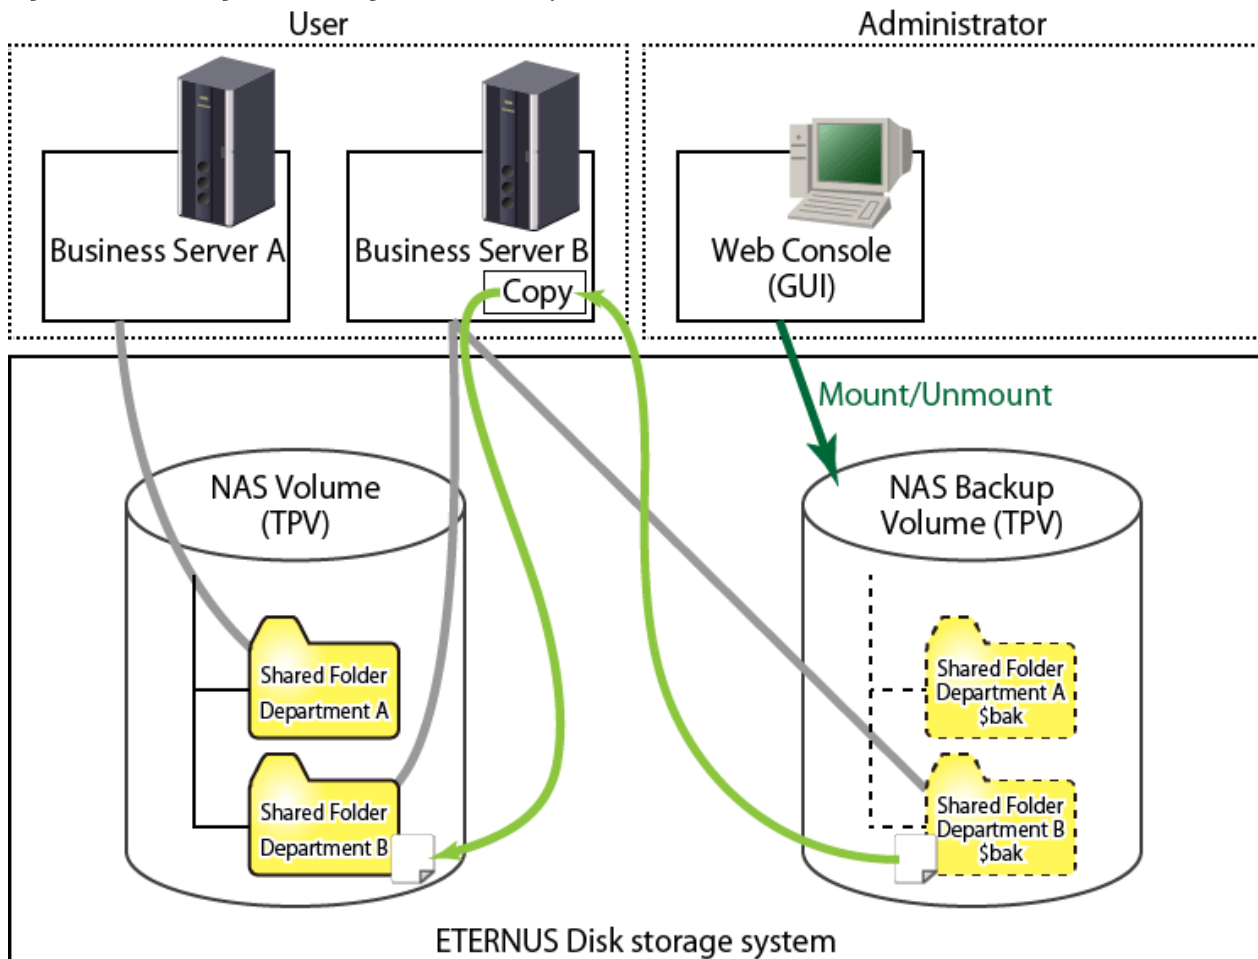 User
Administrator
Business Server A
Business Server B
Copy
Web Console
(GUI)
Mount/Unmount
NAS Volume
(TPV)
NAS Backup
Volume (TPV)
Shared Folder
Department A
Shared Folder
Department A
$bak
Shared Folder
Department B
Shared Folder
Department B
$bak
ETERNUS Disk storage system